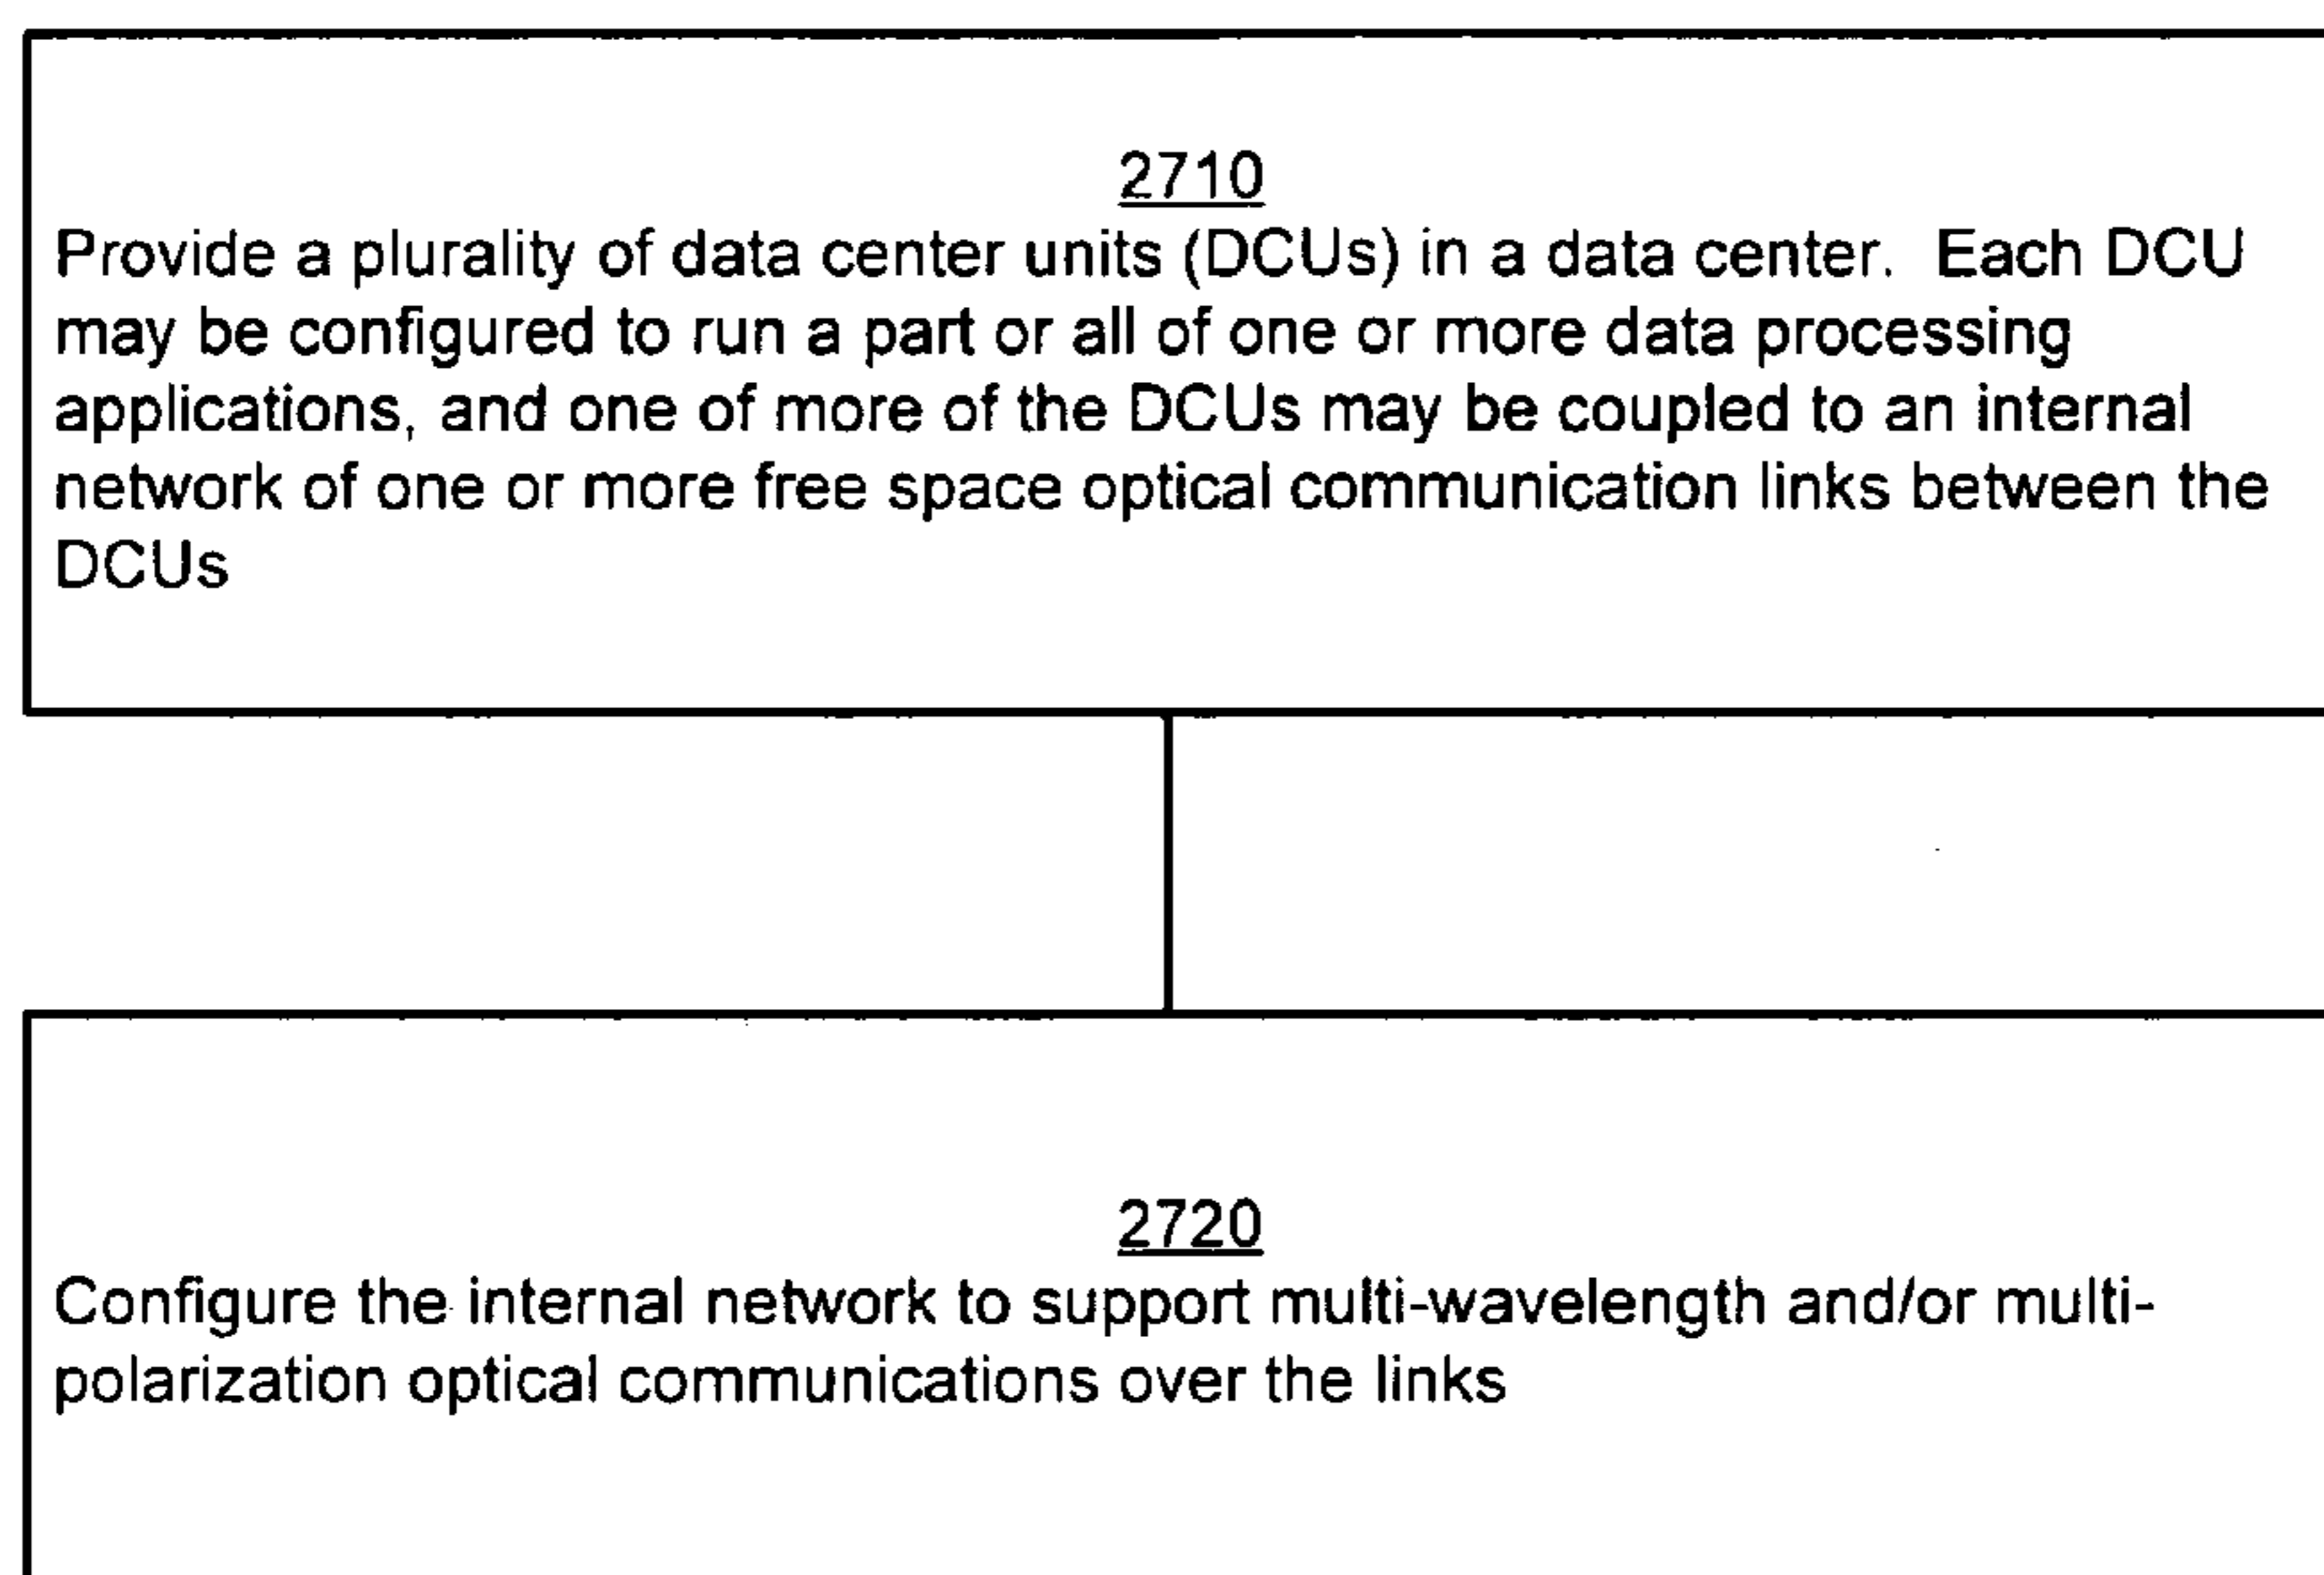 2710
Provide a plurality of data center units (DCUs) in a data center. Each DCU
may be configured to run a part or all of one or more data processing
applications, and one of more of the DCUs may be coupled to an internal
network of one or more free space optical communication links between the
DCUs
2720
Configure the internal network to support multi-wavelength and/or multi-
polarization optical communications over the links